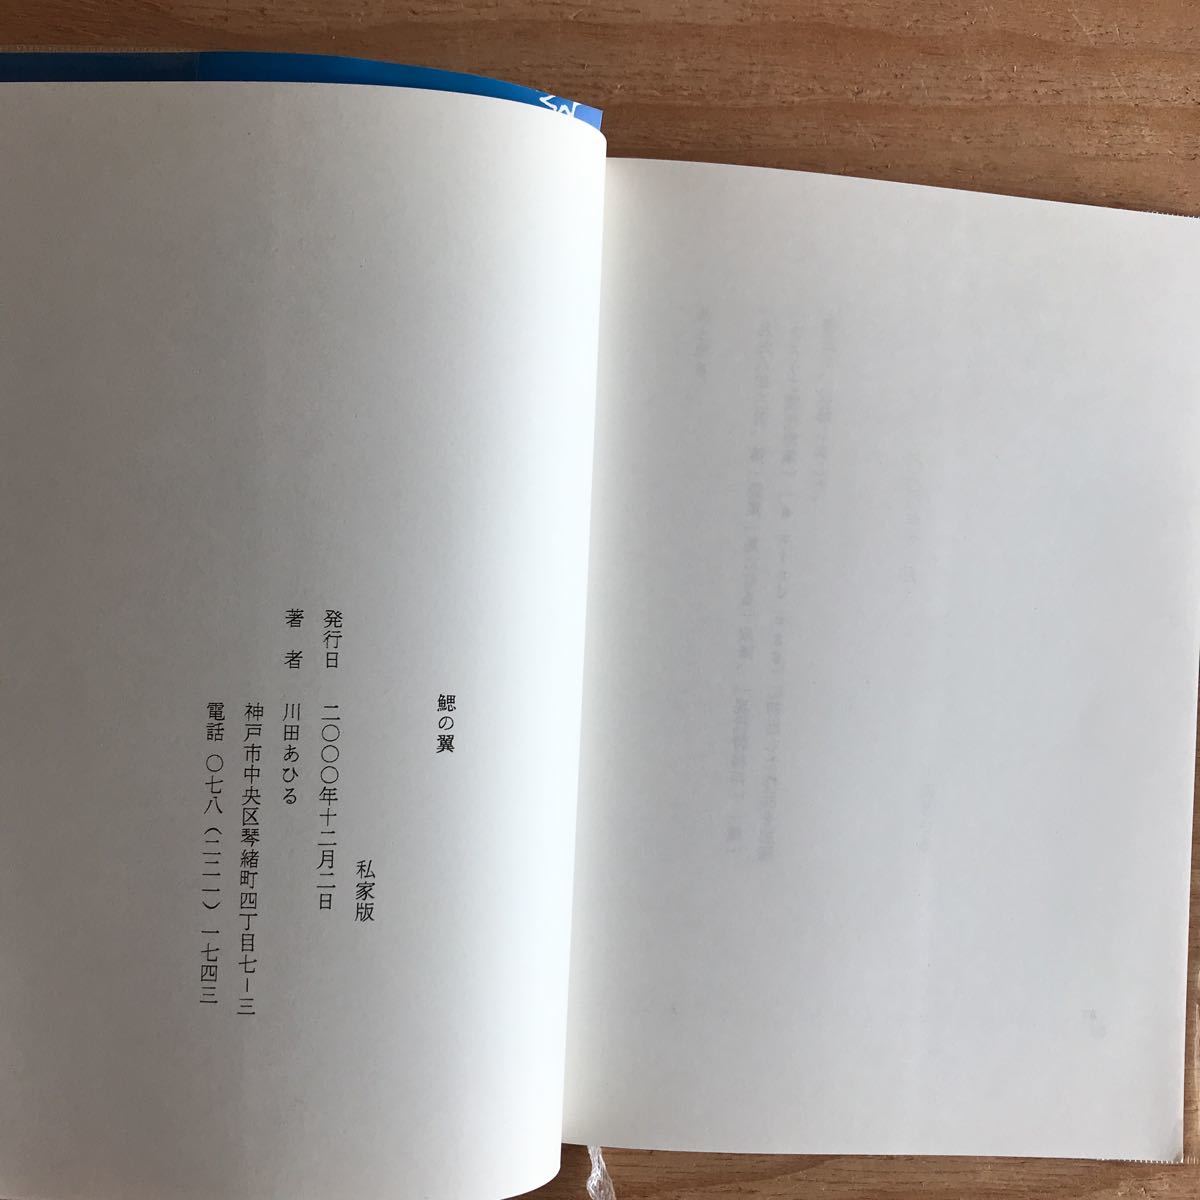 鰓の翼
私家版
発行日 二〇〇〇年十二月二日
著 者 川田あひる
神戸市中央区琴緒町四丁目七－三
電話 〇七八(二二一)一七四三